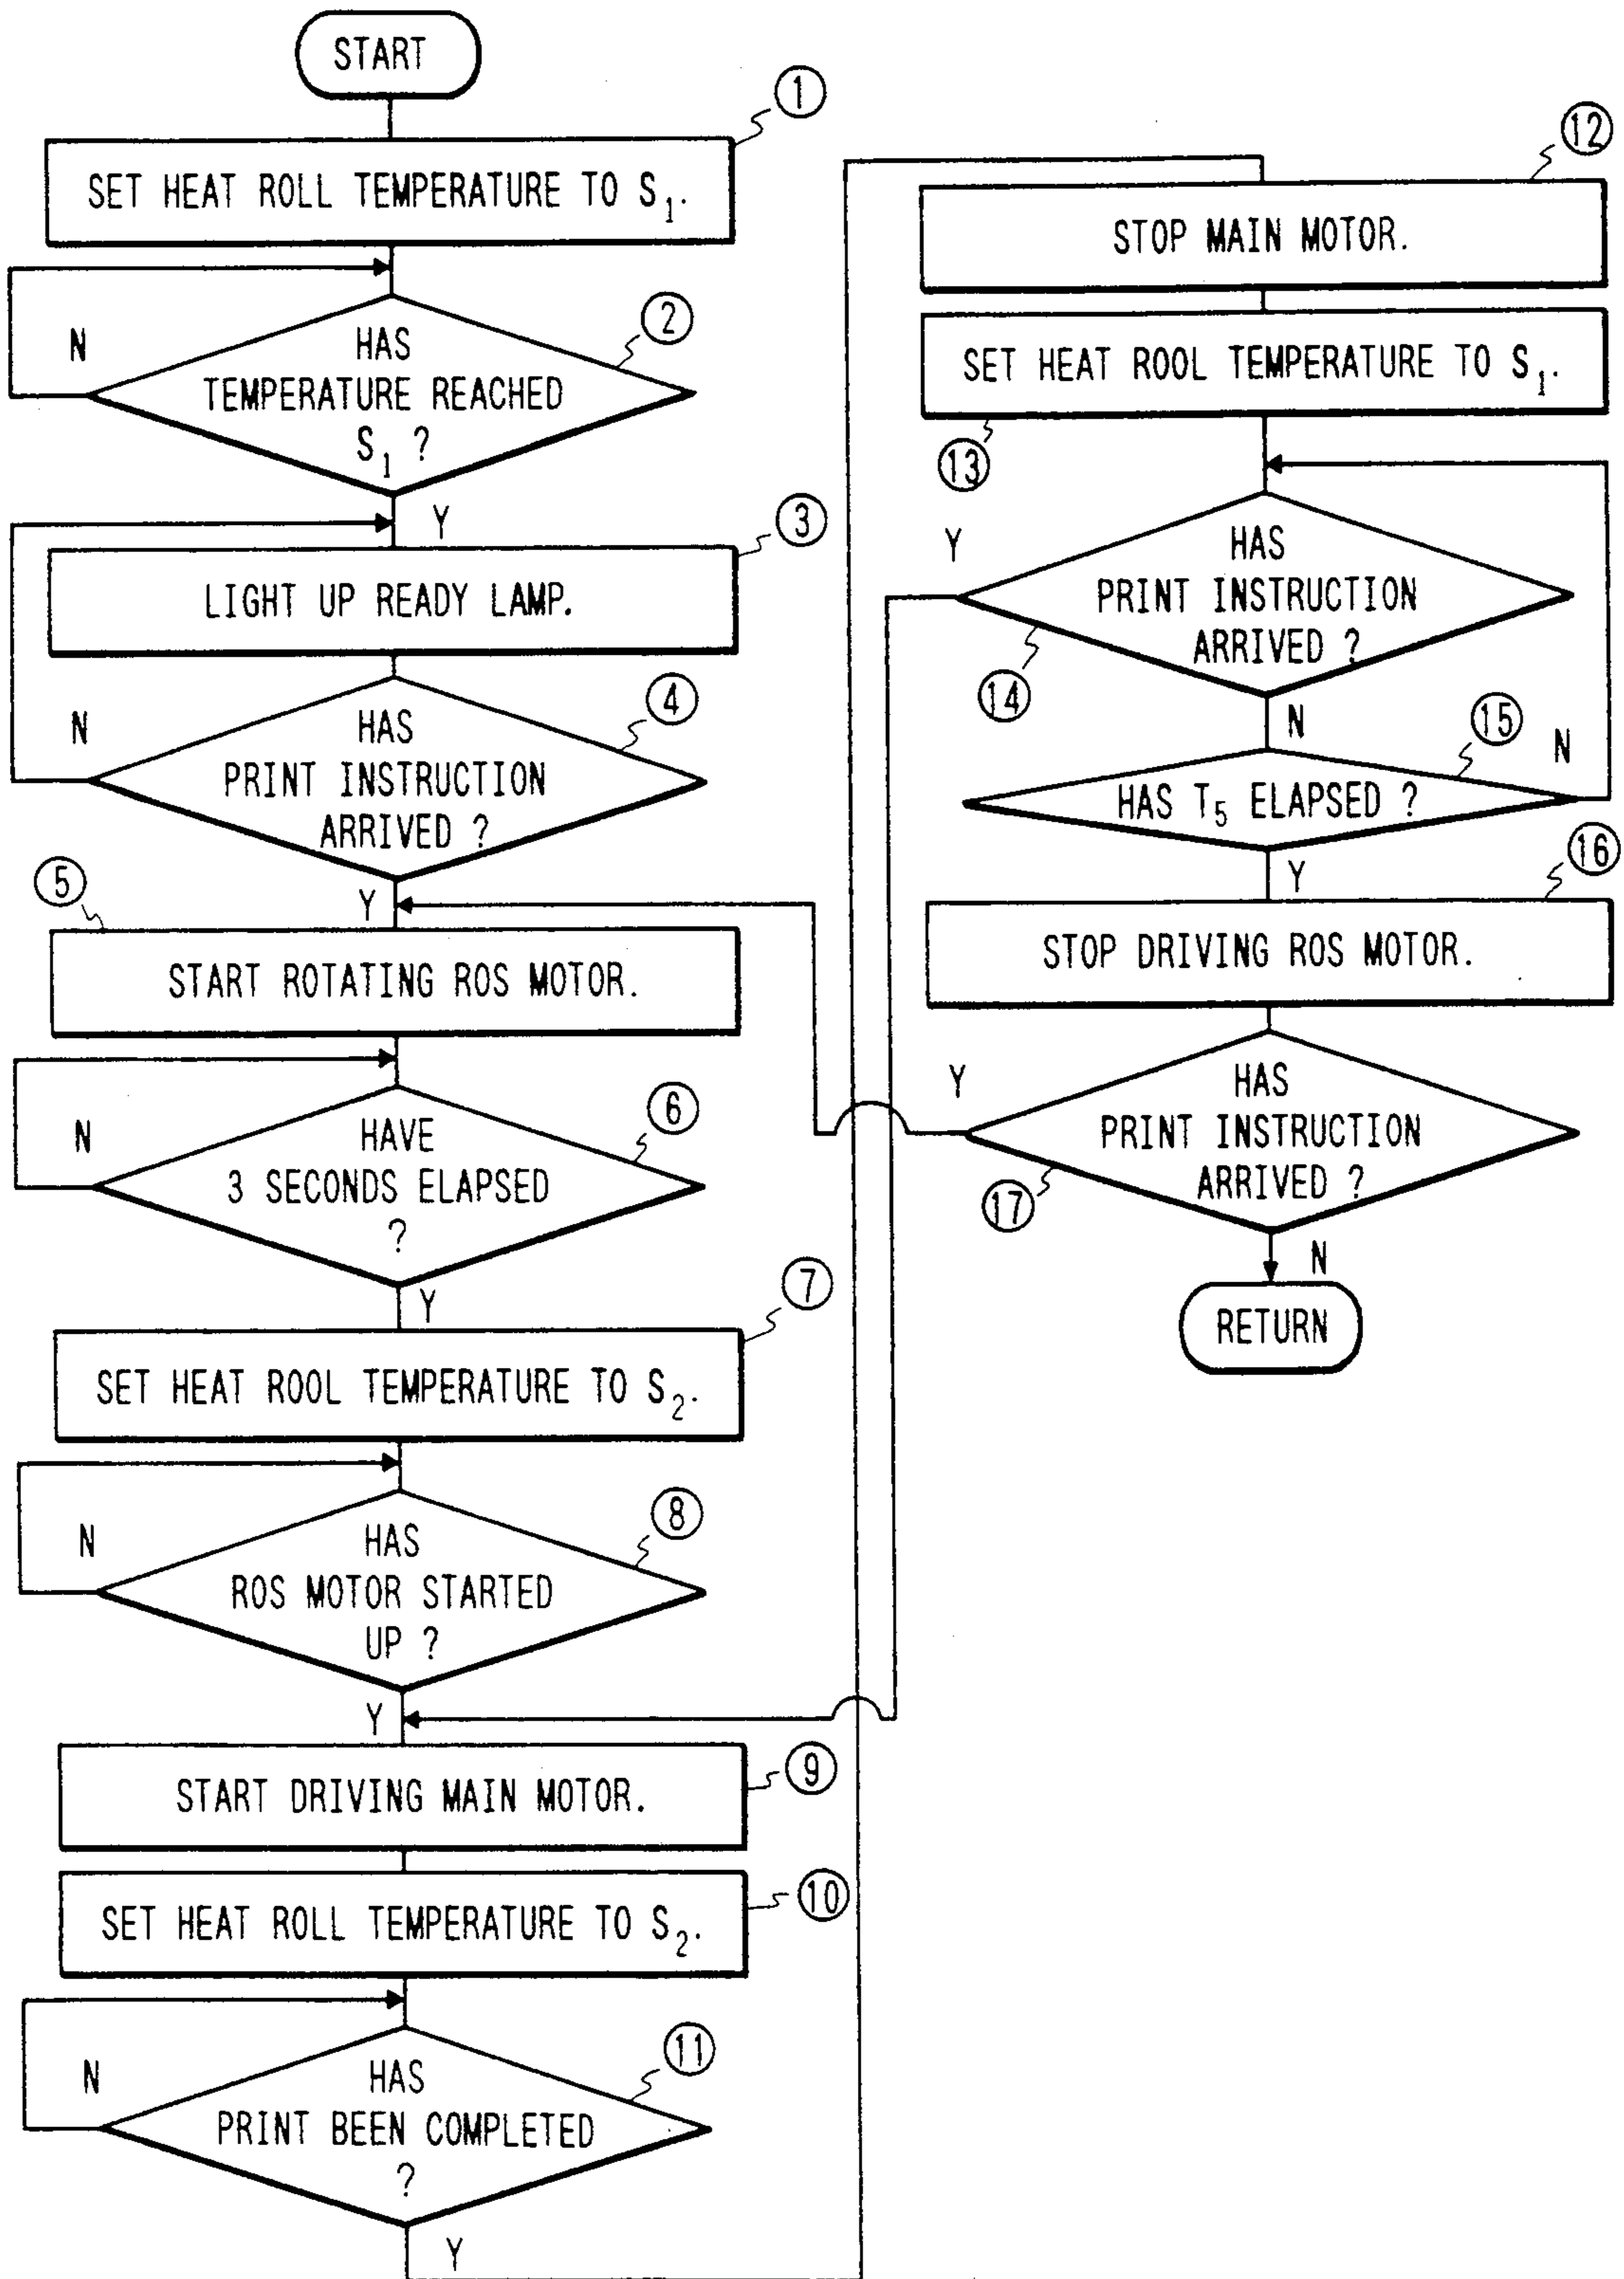 START
1
SET HEAT ROLL TEMPERATURE TO S1.
2
HAS
TEMPERATURE REACHED
S1 ?
N
Y
3
LIGHT UP READY LAMP.
4
HAS
PRINT INSTRUCTION
ARRIVED ?
N
Y
5
START ROTATING ROS MOTOR.
6
HAVE
3 SECONDS ELAPSED
?
N
Y
7
SET HEAT ROOL TEMPERATURE TO S2.
8
HAS
ROS MOTOR STARTED
UP ?
N
Y
9
START DRIVING MAIN MOTOR.
10
SET HEAT ROLL TEMPERATURE TO S2.
11
HAS
PRINT BEEN COMPLETED
?
N
Y
12
STOP MAIN MOTOR.
SET HEAT ROOL TEMPERATURE TO S1.
13
Y
HAS
PRINT INSTRUCTION
ARRIVED ?
14
N
15
N
HAS T5 ELAPSED ?
Y
16
STOP DRIVING ROS MOTOR.
Y
HAS
PRINT INSTRUCTION
ARRIVED ?
17
N
RETURN